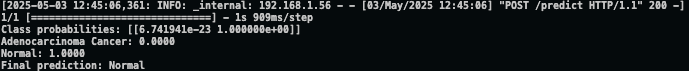 [2025-05-03 12:45:06,361: INFO: _internal: 192.168.1.56 - - [03/May/2025 12:45:06] "POST /predict HTTP/1.1" 200 -]
1/1 [==============================] - 1s 909ms/step
Class probabilities: [[6.741941e-23 1.000000e+00]]
Adenocarcinoma Cancer: 0.0000
Normal: 1.0000
Final prediction: Normal